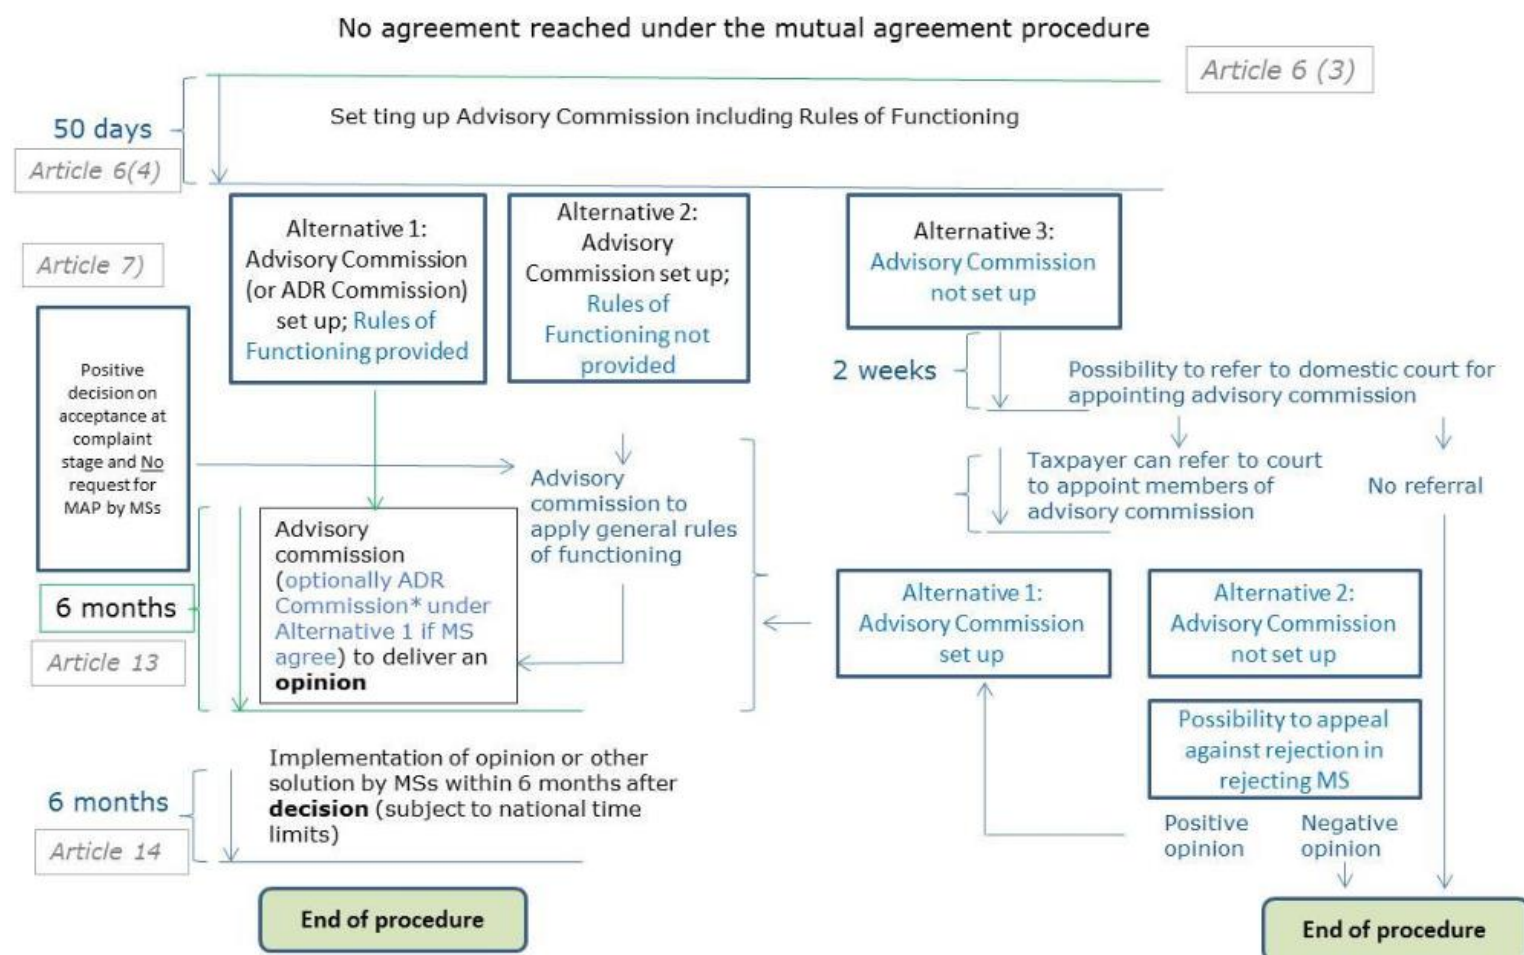 No agreement reached under the mutual agreement procedure
Article 6 (3)
Set ting up Advisory Commission including Rules of Functioning
50 days
Article 6(4)
Alternative 1:
Advisory Commission
(or ADR Commission)
set up; Rules of
Functioning provided
Alternative 2:
Advisory
Commission set up;
Rules of
Functioning not
provided
Alternative 3:
Advisory Commission
not set up
Article 7)
Positive
decision on
acceptance at
complaint
stage and No
request for
MAP by MSs
2 weeks
Possibility to refer to domestic court for
appointing advisory commission
Advisory
commission to
apply general rules
of functioning
Taxpayer can refer to court
to appoint members of
advisory commission
No referral
Advisory
commission
(optionally ADR
Commission* under
Alternative 1 if MS
agree) to deliver an
opinion
6 months
Article 13
Alternative 1:
Advisory Commission
set up
Alternative 2:
Advisory Commission
not set up
Possibility to appeal
against rejection in
rejecting MS
Positive
opinion
Negative
opinion
Implementation of opinion or other
solution by MSs within 6 months after
decision (subject to national time
limits)
6 months
Article 14
End of procedure
End of procedure